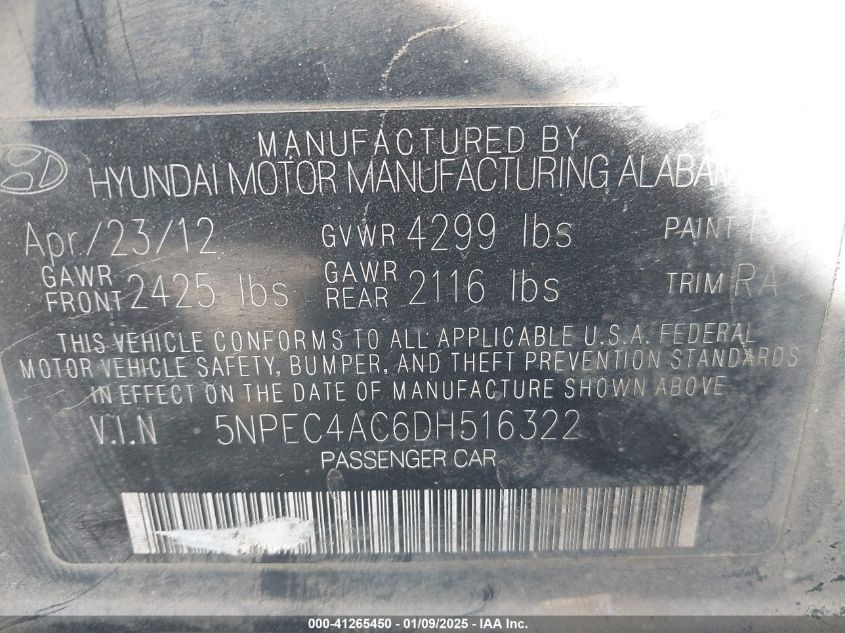 MANUFACTURED BY
HYUNDAI MOTOR MANUFACTURING
Apr/23/12 GVWR 4299 lbs PAINT
GAWR FRONT 2425 lbs GAWR REAR 2116 lbs TRIM RA
THIS VEHICLE CONFORMS TO ALL APPLICABLE U.S.A. FEDERAL
MOTOR VEHICLE SAFETY, BUMPER, AND THEFT PREVENTION STANDARDS
IN EFFECT ON THE DATE OF MANUFACTURE SHOWN ABOVE
V.I.N 5NPEC4AC6DH516322
PASSENGER CAR
000-41265450 - 01/09/2025 - IAA Inc.